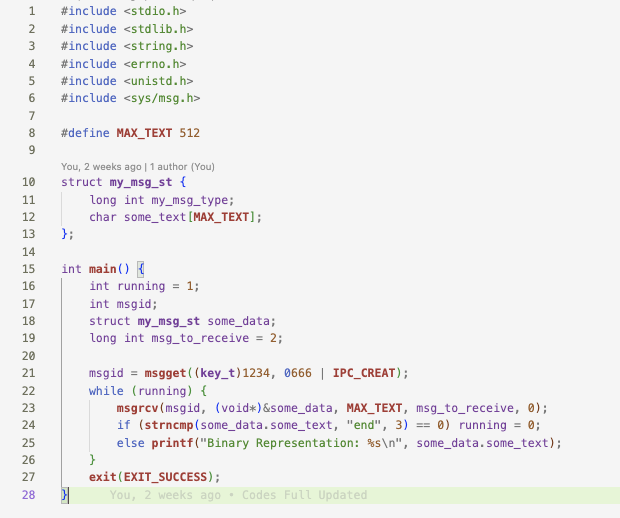 1 #include <stdio.h>
2 #include <stdlib.h>
3 #include <string.h>
4 #include <errno.h>
5 #include <unistd.h>
6 #include <sys/msg.h>
7
8 #define MAX_TEXT 512
9
You, 2 weeks ago | 1 author (You)
10 struct my_msg_st {
11     long int my_msg_type;
12     char some_text[MAX_TEXT];
13 };
14
15 int main() {
16     int running = 1;
17     int msgid;
18     struct my_msg_st some_data;
19     long int msg_to_receive = 2;
20
21     msgid = msgget((key_t)1234, 0666 | IPC_CREAT);
22     while (running) {
23         msgrcv(msgid, (void*)&some_data, MAX_TEXT, msg_to_receive, 0);
24         if (strncmp(some_data.some_text, "end", 3) == 0) running = 0;
25         else printf("Binary Representation: %s\n", some_data.some_text);
26     }
27     exit(EXIT_SUCCESS);
28 }     You, 2 weeks ago • Codes Full Updated